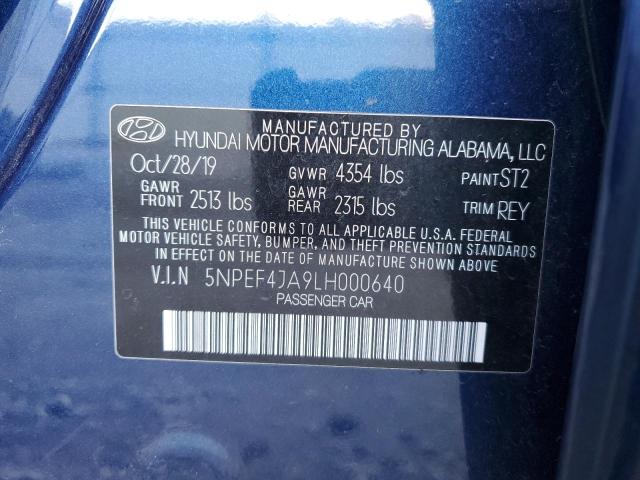 MANUFACTURED BY
HYUNDAI MOTOR MANUFACTURING ALABAMA, LLC
Oct/28/19 GVWR 4354 lbs PAINT ST2
GAWR FRONT 2513 lbs GAWR REAR 2315 lbs TRIM REY
THIS VEHICLE CONFORMS TO ALL APPLICABLE U.S.A. FEDERAL
MOTOR VEHICLE SAFETY, BUMPER, AND THEFT PREVENTION STANDARDS
IN EFFECT ON THE DATE OF MANUFACTURE SHOWN ABOVE.
V.I.N 5NPEF4JA9LH000640
PASSENGER CAR